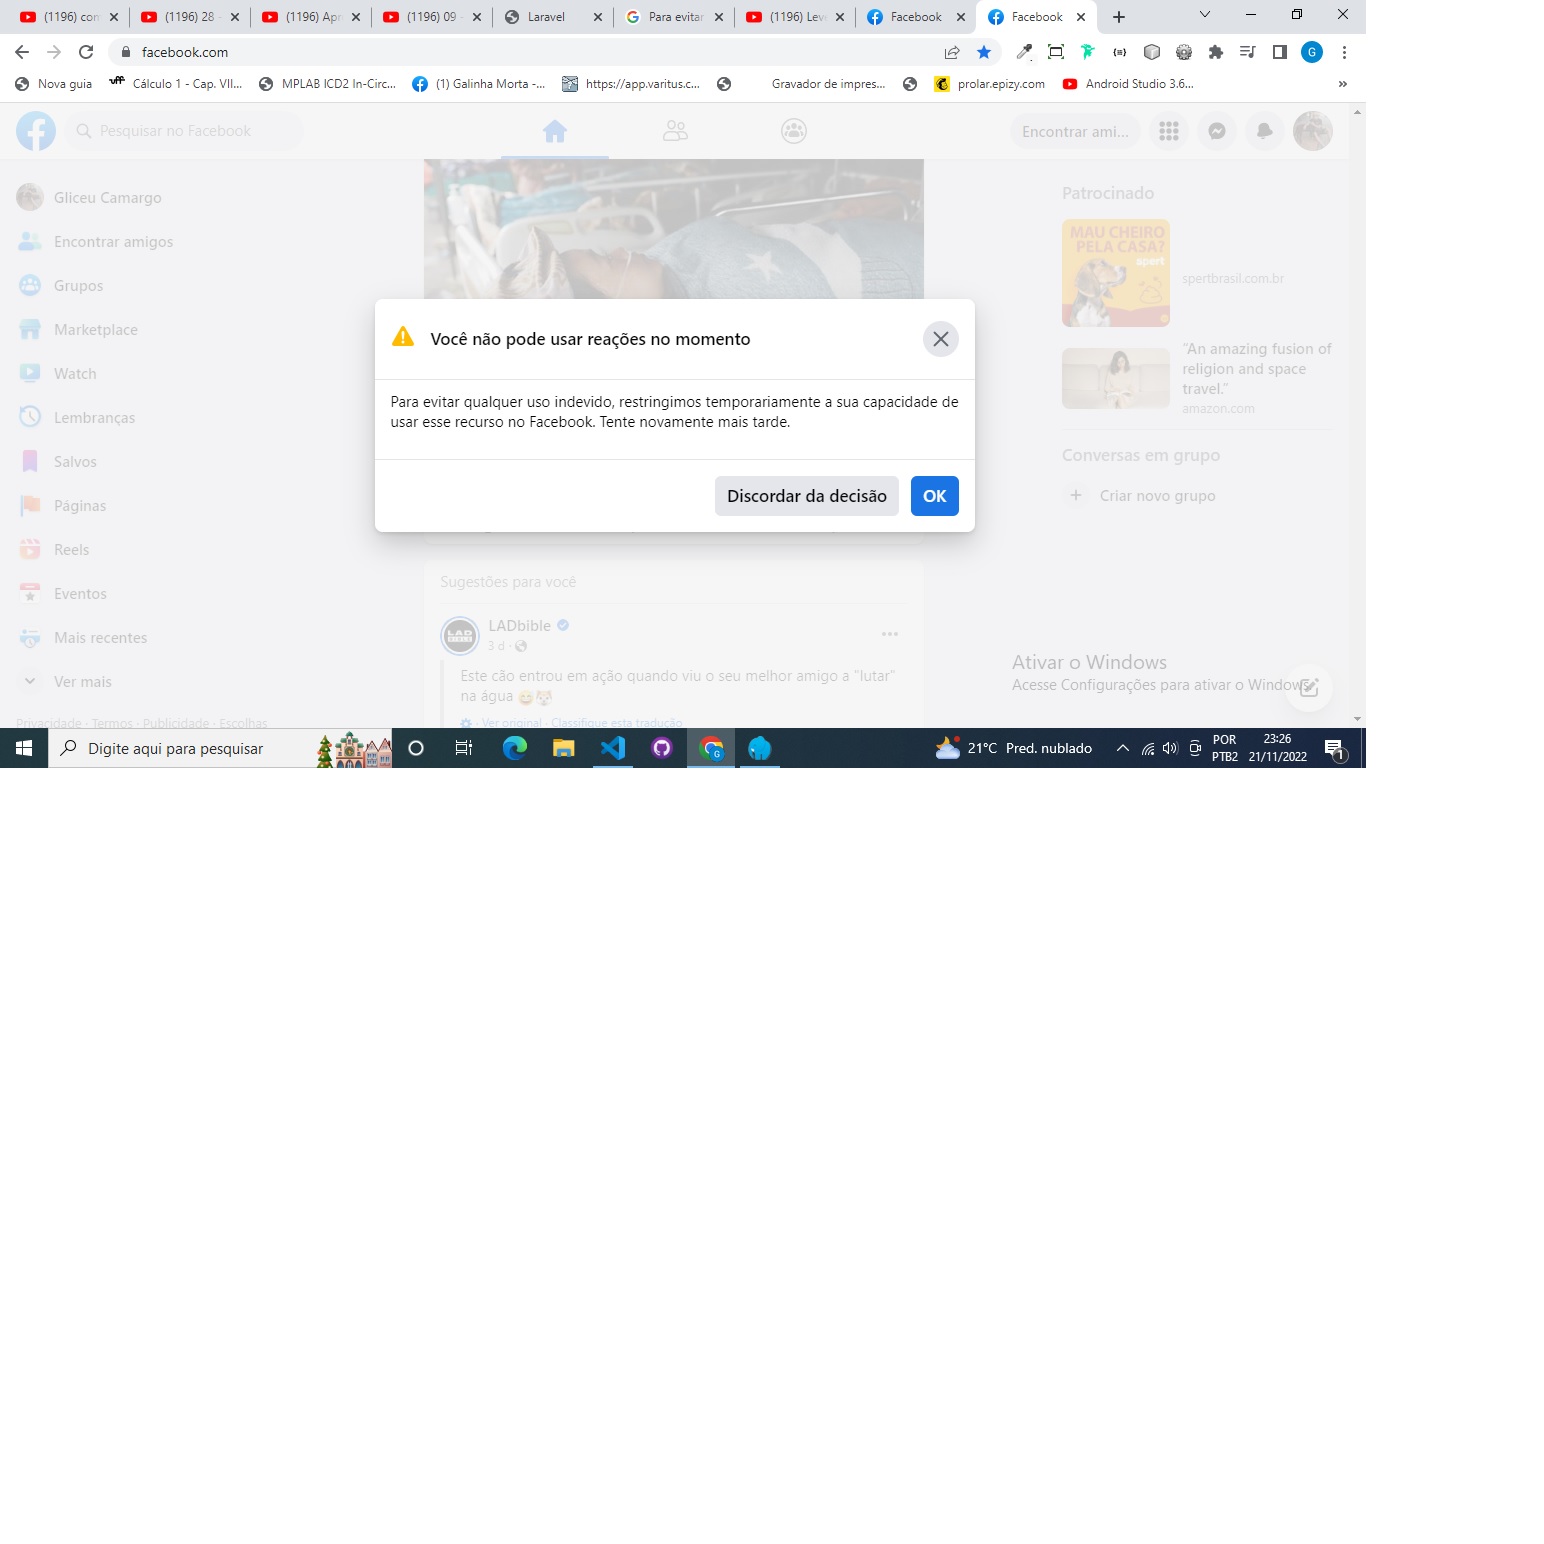 (1196) com
(1196) 28 -
(1196) Apr
(1196) 09 -
Laravel
Para evitar
(1196) Lev
Facebook
Facebook
facebook.com
G
Nova guia
uff
Cálculo 1 - Cap. VII...
MPLAB ICD2 In-Circ...
(1) Galinha Morta -...
https://app.varitus.c...
Gravador de impres...
prolar.epizy.com
Android Studio 3.6...
»
Pesquisar no Facebook
Encontrar ami...
Gliceu Camargo
Encontrar amigos
Grupos
Marketplace
Watch
Lembranças
Salvos
Páginas
Reels
Eventos
Mais recentes
Ver mais
Privacidade · Termos · Publicidade · Escolhas
Você não pode usar reações no momento
Para evitar qualquer uso indevido, restringimos temporariamente a sua capacidade de
usar esse recurso no Facebook. Tente novamente mais tarde.
Discordar da decisão
OK
Sugestões para você
LAD
BIBLE
LADbible
3 d ·
Este cão entrou em ação quando viu o seu melhor amigo a "lutar"
na água 😄🐶
· Ver original · Classifique esta tradução
Patrocinado
MAU CHEIRO
PELA CASA?
spert
spertbrasil.com.br
“An amazing fusion of
religion and space
travel.”
amazon.com
Conversas em grupo
Criar novo grupo
Ativar o Windows
Acesse Configurações para ativar o Windows.
Digite aqui para pesquisar
G
21°C Pred. nublado
POR
PTB2
23:26
21/11/2022
1